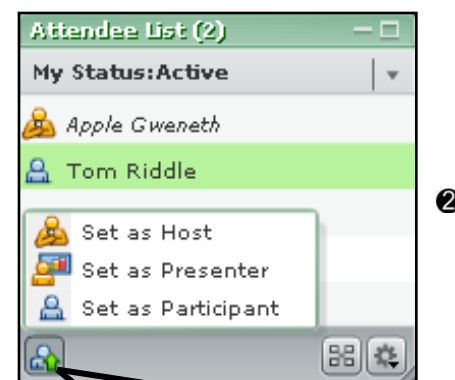 Attendee List (2)
My Status:Active
Apple Gweneth
Tom Riddle
Set as Host
Set as Presenter
Set as Participant
❷